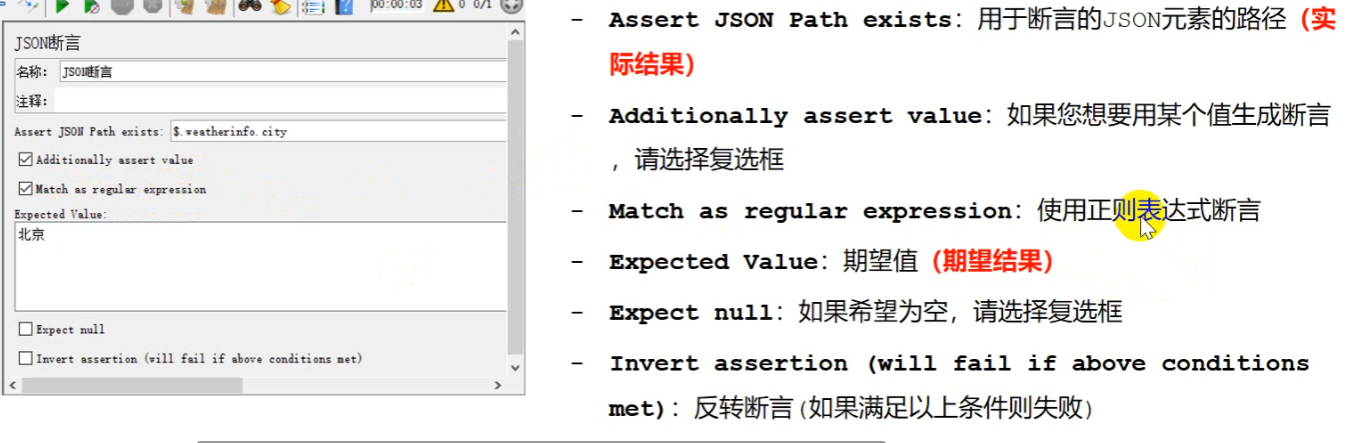 00:00:03
0 0/1
JSON断言
名称： JSON断言
注释：
Assert JSON Path exists: $.weatherinfo.city
Additionally assert value
Match as regular expression
Expected Value:
北京
Expect null
Invert assertion (will fail if above conditions met)
- Assert JSON Path exists：用于断言的JSON元素的路径（实
际结果）
- Additionally assert value：如果您想要用某个值生成断言
，请选择复选框
- Match as regular expression：使用正则表达式断言
- Expected Value：期望值（期望结果）
- Expect null：如果希望为空，请选择复选框
- Invert assertion (will fail if above conditions
met)：反转断言(如果满足以上条件则失败)